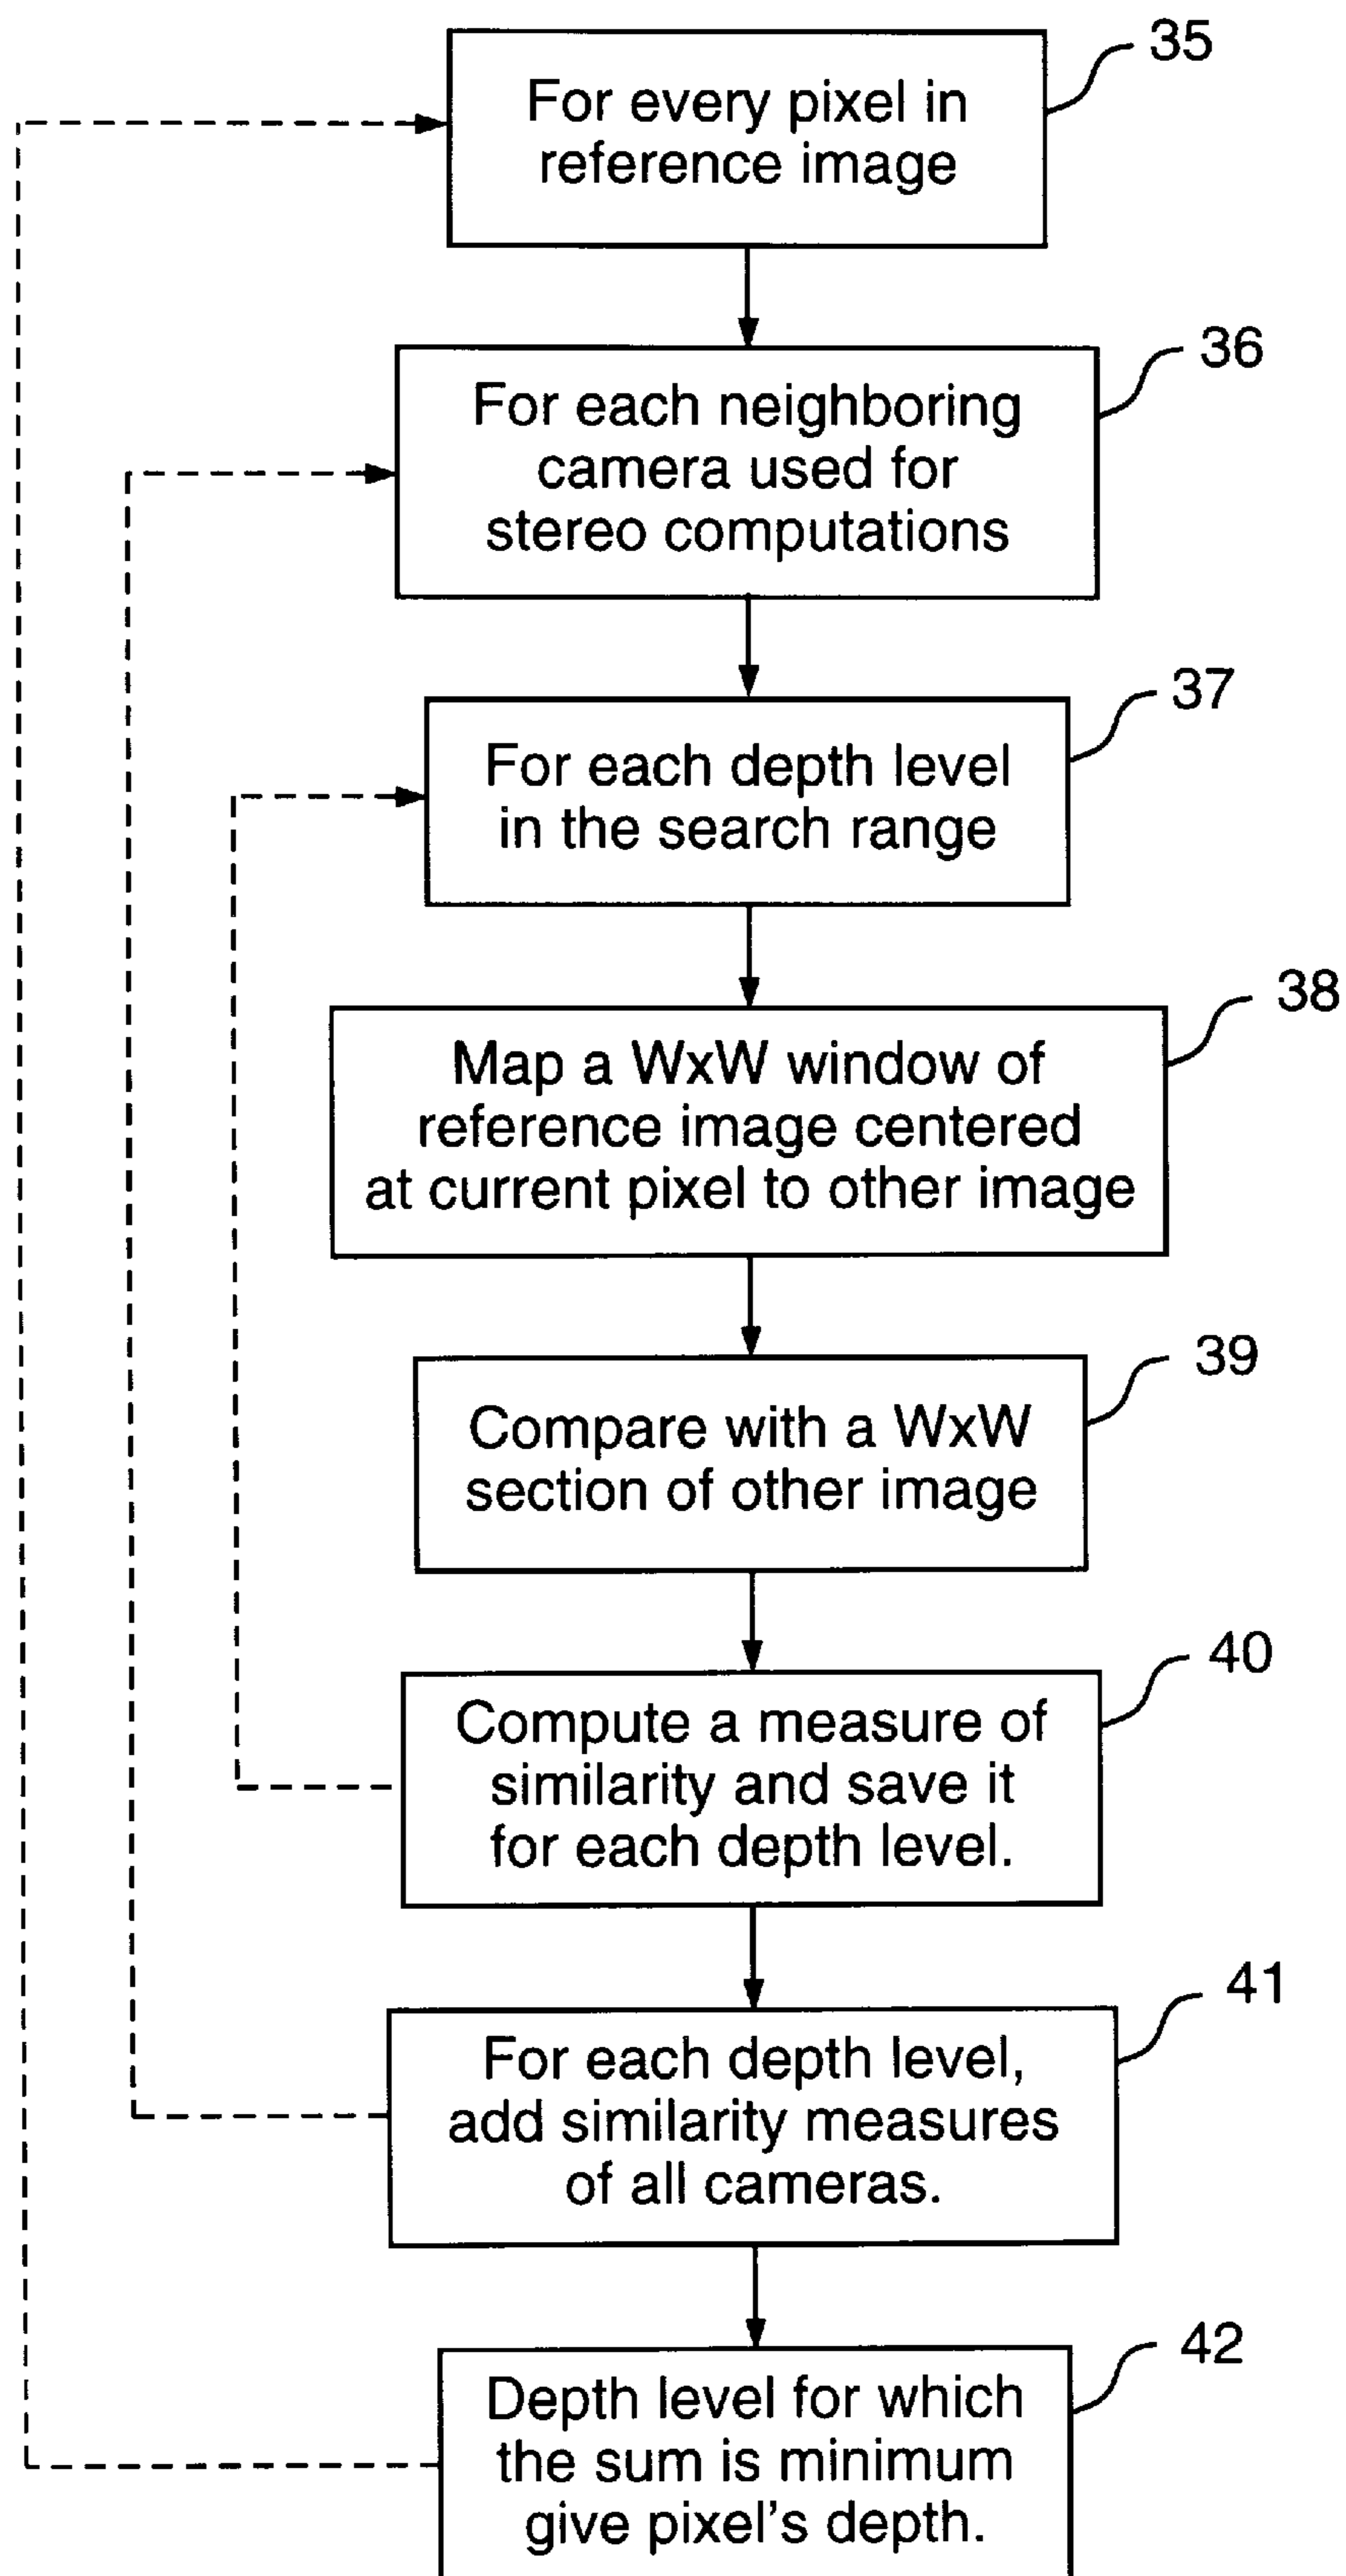 35
For every pixel in
reference image
36
For each neighboring
camera used for
stereo computations
37
For each depth level
in the search range
38
Map a WxW window of
reference image centered
at current pixel to other image
39
Compare with a WxW
section of other image
40
Compute a measure of
similarity and save it
for each depth level.
41
For each depth level,
add similarity measures
of all cameras.
42
Depth level for which
the sum is minimum
give pixel's depth.